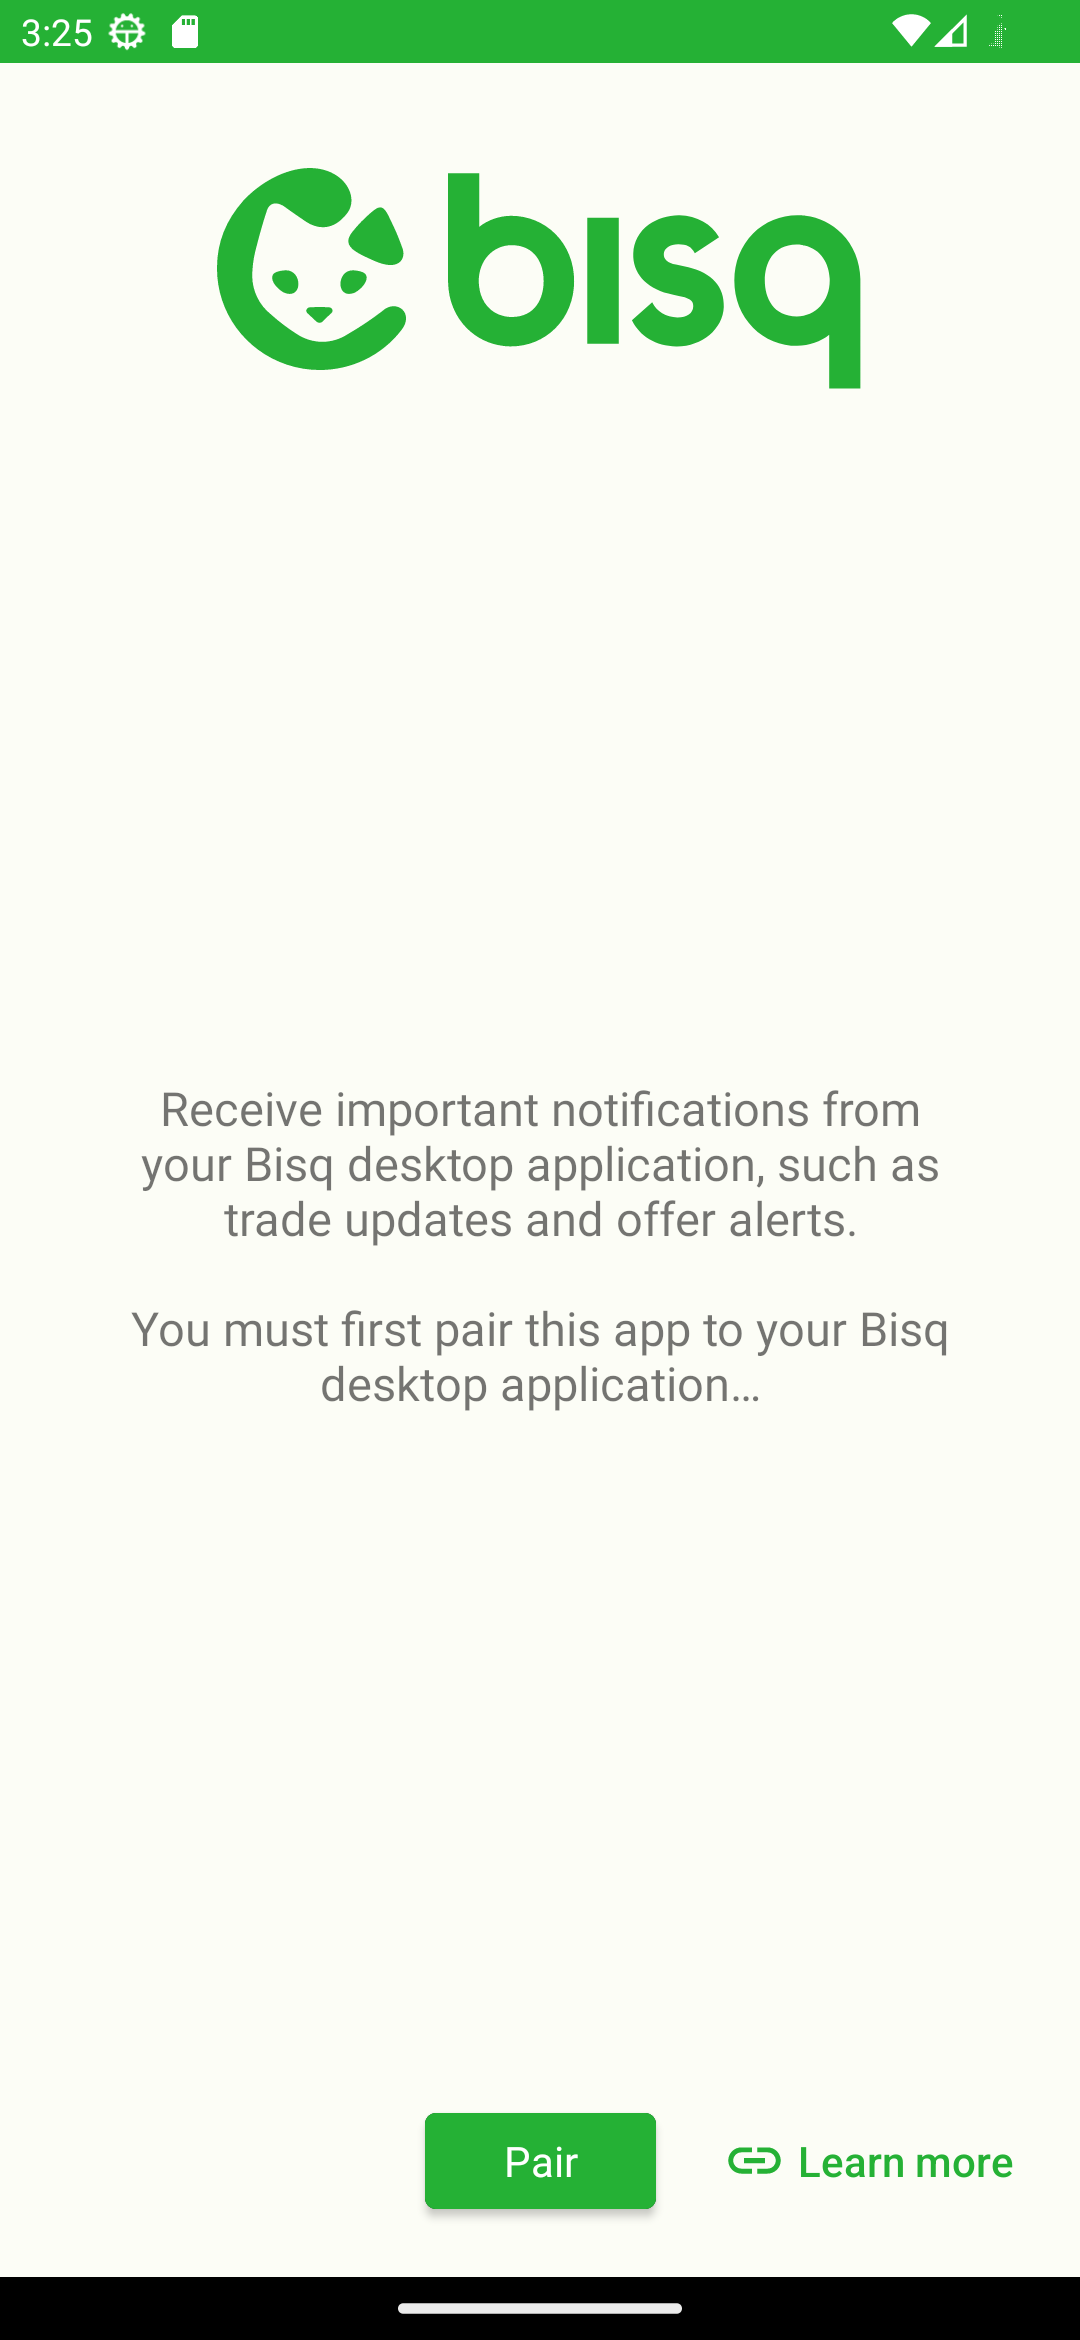 3:25
bisq
Receive important notifications from
your Bisq desktop application, such as
trade updates and offer alerts.
You must first pair this app to your Bisq
desktop application…
Pair
Learn more